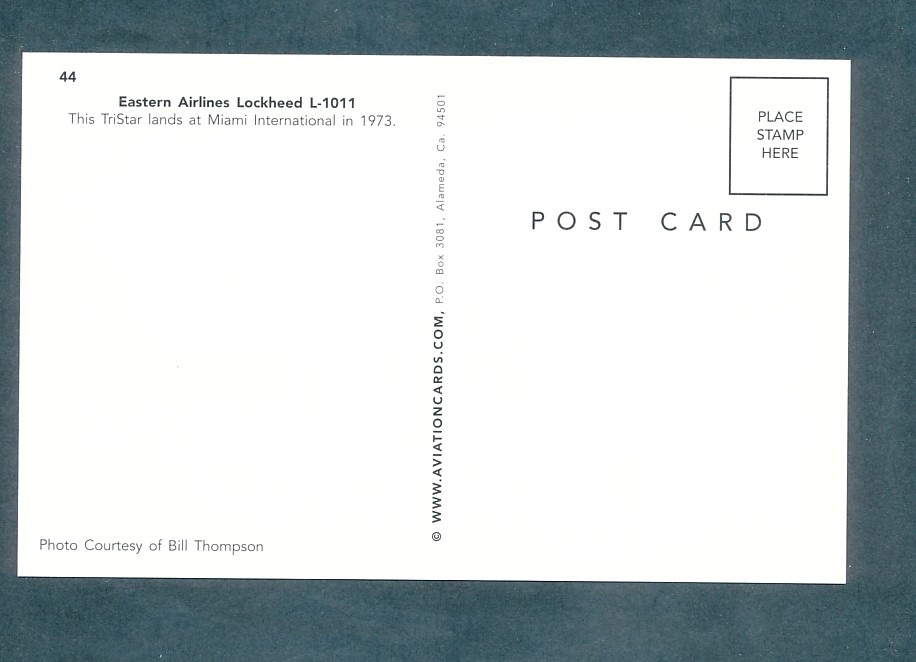 44
Eastern Airlines Lockheed L-1011
This TriStar lands at Miami International in 1973.
Photo Courtesy of Bill Thompson
© WWW.AVIATIONCARDS.COM, P.O. Box 3081, Alameda, Ca. 94501
PLACE
STAMP
HERE
POST CARD